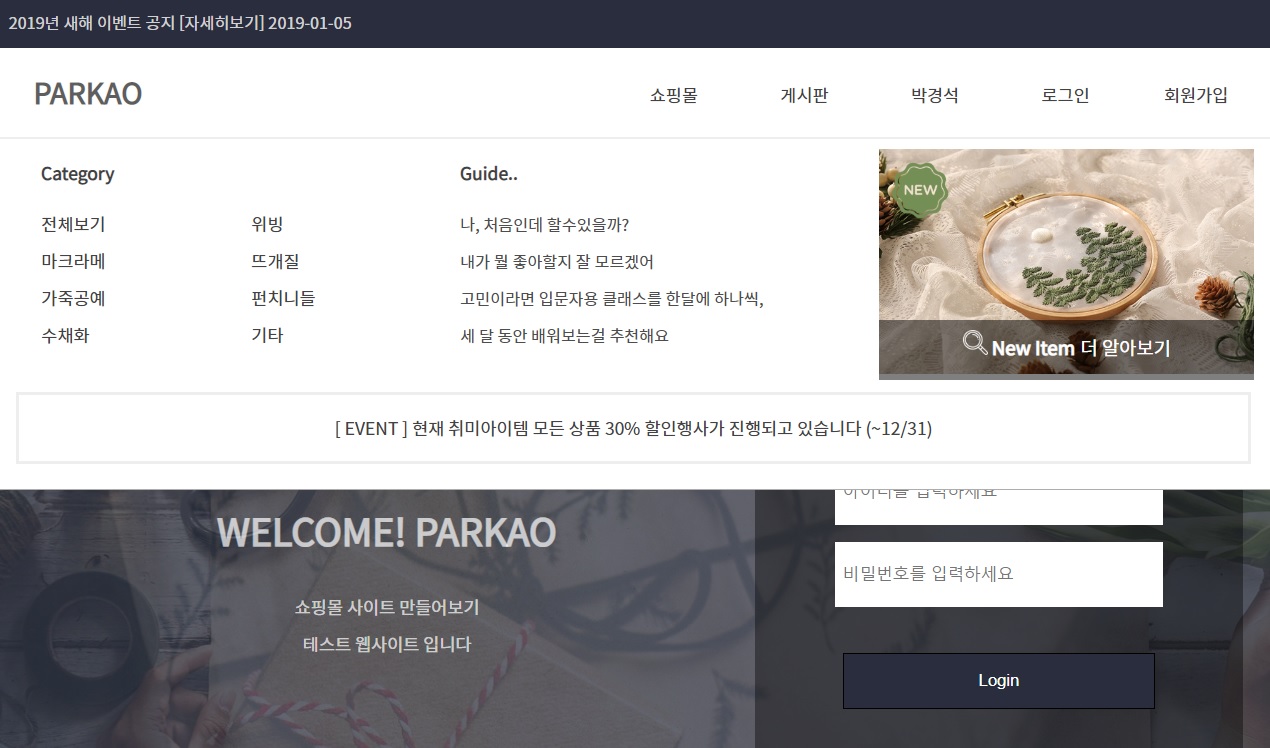 2019년 새해 이벤트 공지 [자세히보기] 2019-01-05
PARKAO
쇼핑몰
게시판
박경석
로그인
회원가입
Category
전체보기
마크라메
가죽공예
수채화
위빙
뜨개질
펀치니들
기타
Guide..
나, 처음인데 할수있을까?
내가 뭘 좋아할지 잘 모르겠어
고민이라면 입문자용 클래스를 한달에 하나씩,
세 달 동안 배워보는걸 추천해요
NEW
New Item 더 알아보기
[ EVENT ] 현재 취미아이템 모든 상품 30% 할인행사가 진행되고 있습니다 (~12/31)
WELCOME! PARKAO
쇼핑몰 사이트 만들어보기
테스트 웹사이트 입니다
아이디를 입력하세요
비밀번호를 입력하세요
Login